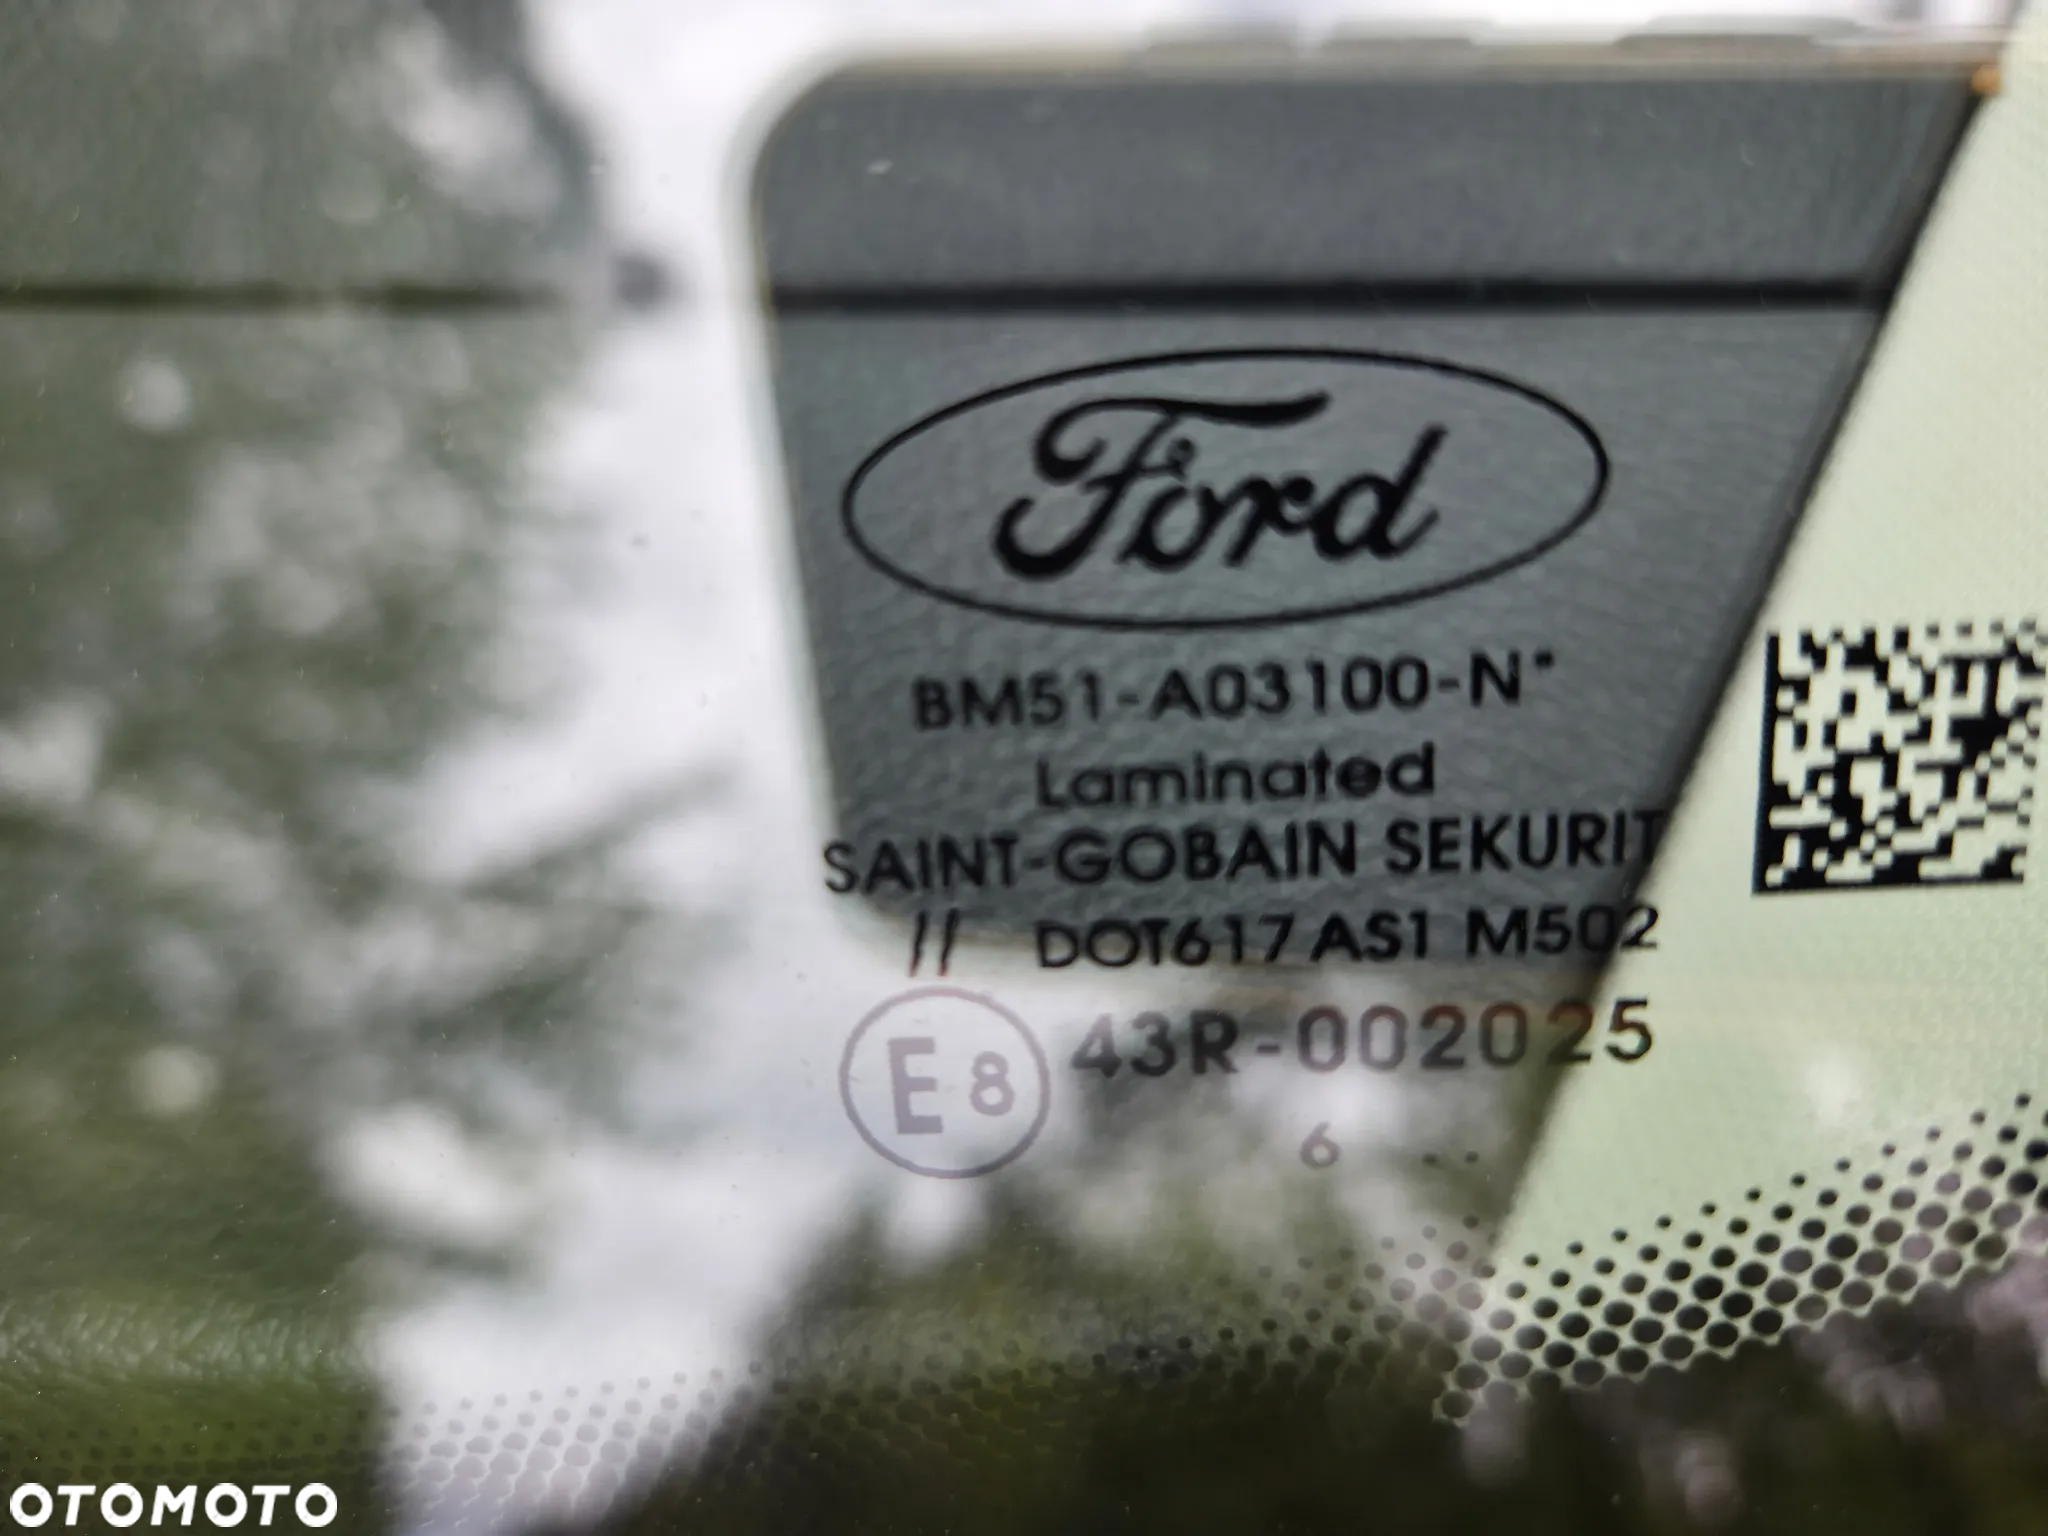 Ford
BM51-A03100-N*
Laminated
SAINT-GOBAIN SEKURIT
// DOT617 AS1 M502
E8 43R-002025
6 ..
OTOMOTO